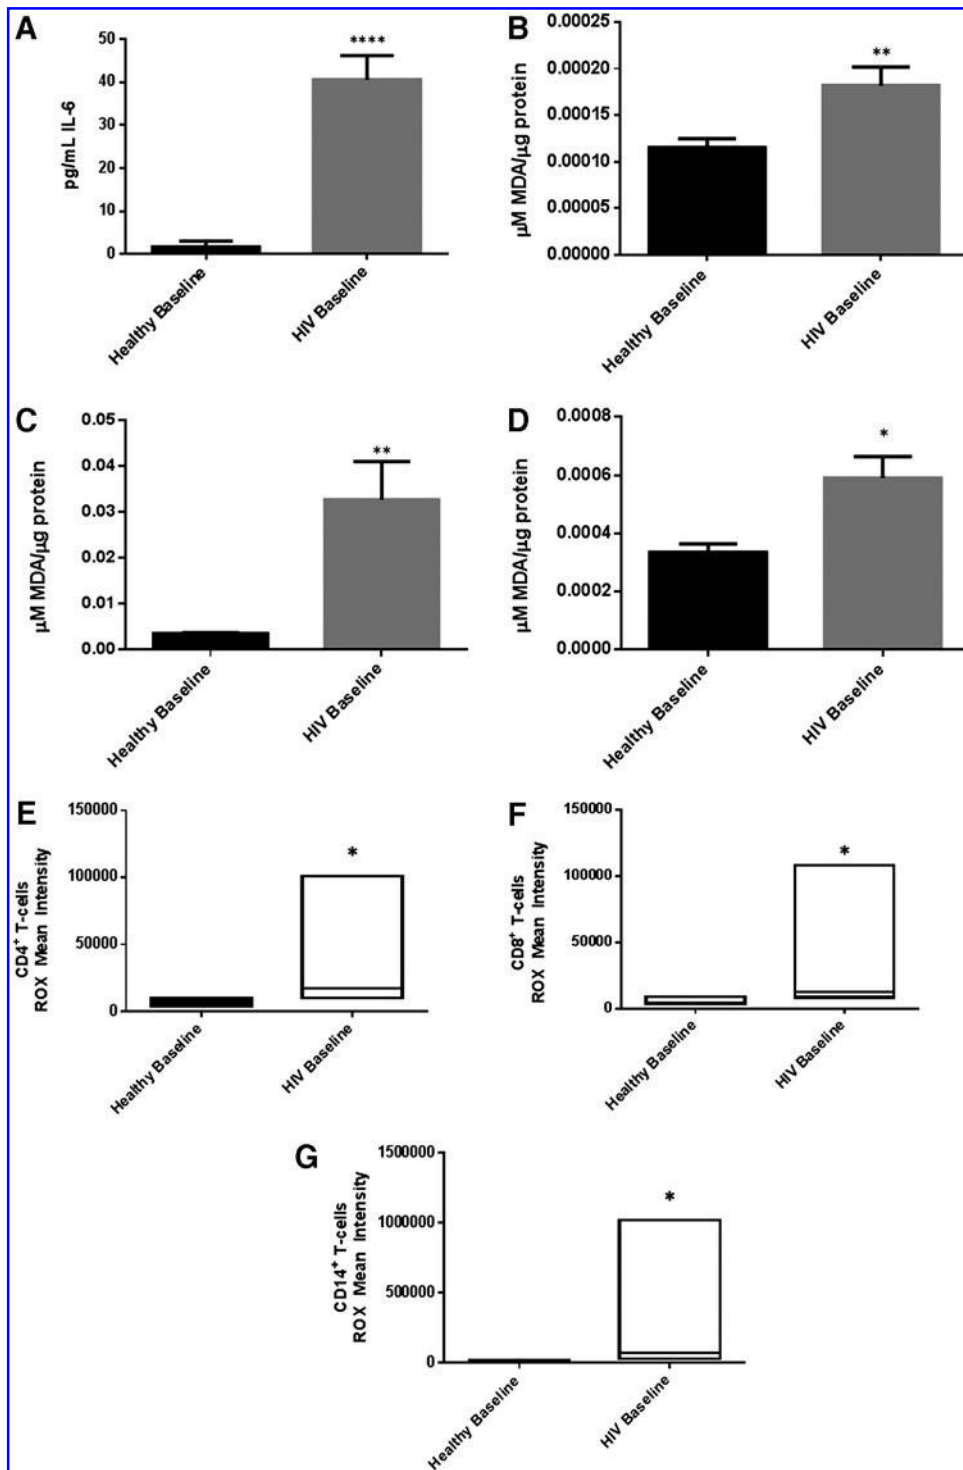 A
50
40
30
20
10
0
pg/mL IL-6
****
Healthy Baseline
HIV Baseline
B
0.00025
0.00020
0.00015
0.00010
0.00005
0.00000
µM MDA/µg protein
**
Healthy Baseline
HIV Baseline
C
0.05
0.04
0.03
0.02
0.01
0.00
µM MDA/µg protein
**
Healthy Baseline
HIV Baseline
D
0.0008
0.0006
0.0004
0.0002
0.0000
µM MDA/µg protein
*
Healthy Baseline
HIV Baseline
E
150000
100000
50000
0
CD4+ T-cells
ROX Mean Intensity
*
Healthy Baseline
HIV Baseline
F
150000
100000
50000
0
CD8+ T-cells
ROX Mean Intensity
*
Healthy Baseline
HIV Baseline
G
1500000
1000000
500000
0
CD14+ T-cells
ROX Mean Intensity
*
Healthy Baseline
HIV Baseline